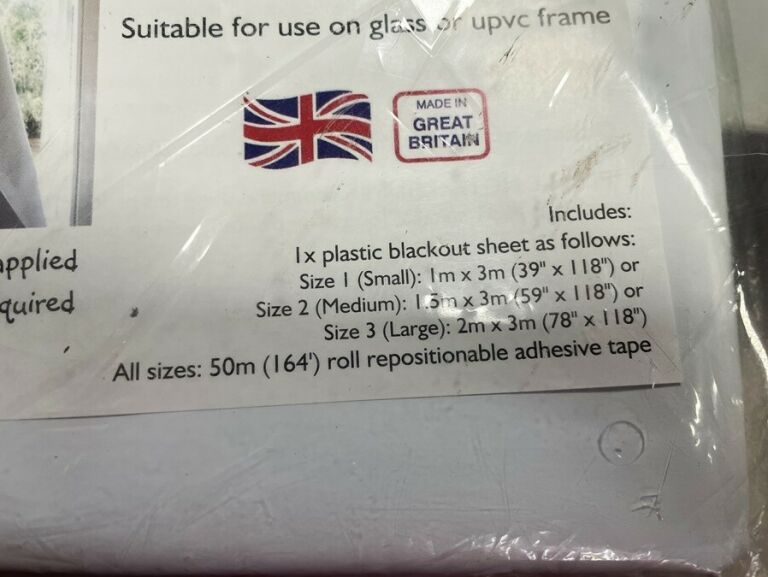 Suitable for use on glass or upvc frame
MADE IN
GREAT
BRITAIN
applied
quired
Includes:
1x plastic blackout sheet as follows:
Size 1 (Small): 1m x 3m (39" x 118") or
Size 2 (Medium): 1.5m x 3m (59" x 118") or
Size 3 (Large): 2m x 3m (78" x 118")
All sizes: 50m (164') roll repositionable adhesive tape